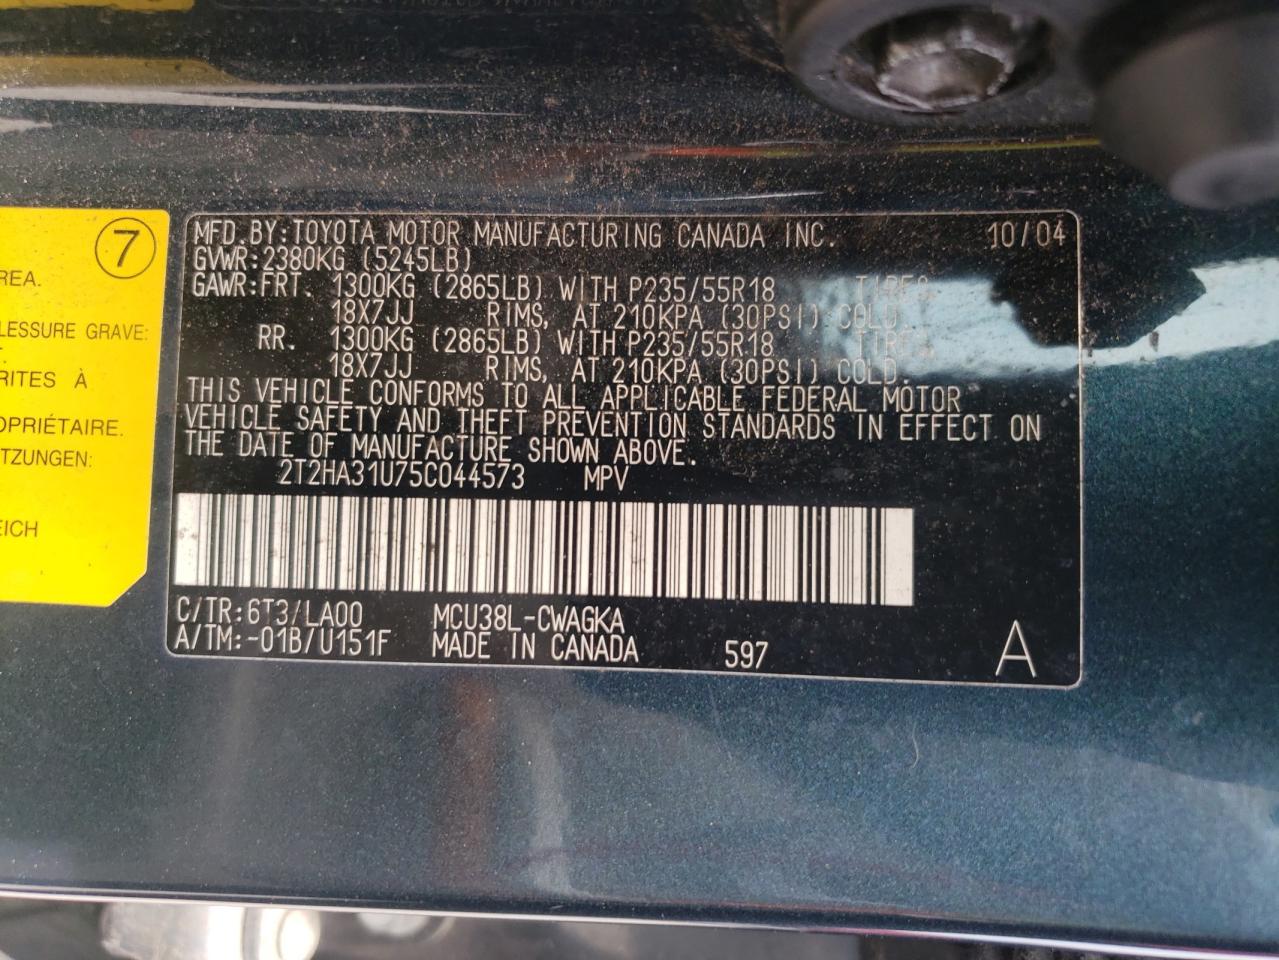 7
REA.
LESSURE GRAVE:
RITES À
OPRIÉTAIRE.
TZUNGEN:
EICH
MFD.BY:TOYOTA MOTOR MANUFACTURING CANADA INC. 10/04
GVWR:2380KG (5245LB)
GAWR:FRT. 1300KG (2865LB) WITH P235/55R18 TIRES,
18X7JJ RIMS, AT 210KPA (30PSI) COLD
RR. 1300KG (2865LB) WITH P235/55R18 TIRES,
18X7JJ RIMS, AT 210KPA (30PSI) COLD.
THIS VEHICLE CONFORMS TO ALL APPLICABLE FEDERAL MOTOR
VEHICLE SAFETY AND THEFT PREVENTION STANDARDS IN EFFECT ON
THE DATE OF MANUFACTURE SHOWN ABOVE.
2T2HA31U75C044573 MPV
C/TR:6T3/LA00 MCU38L-CWAGKA
A/TM:-01B/U151F MADE IN CANADA 597 A